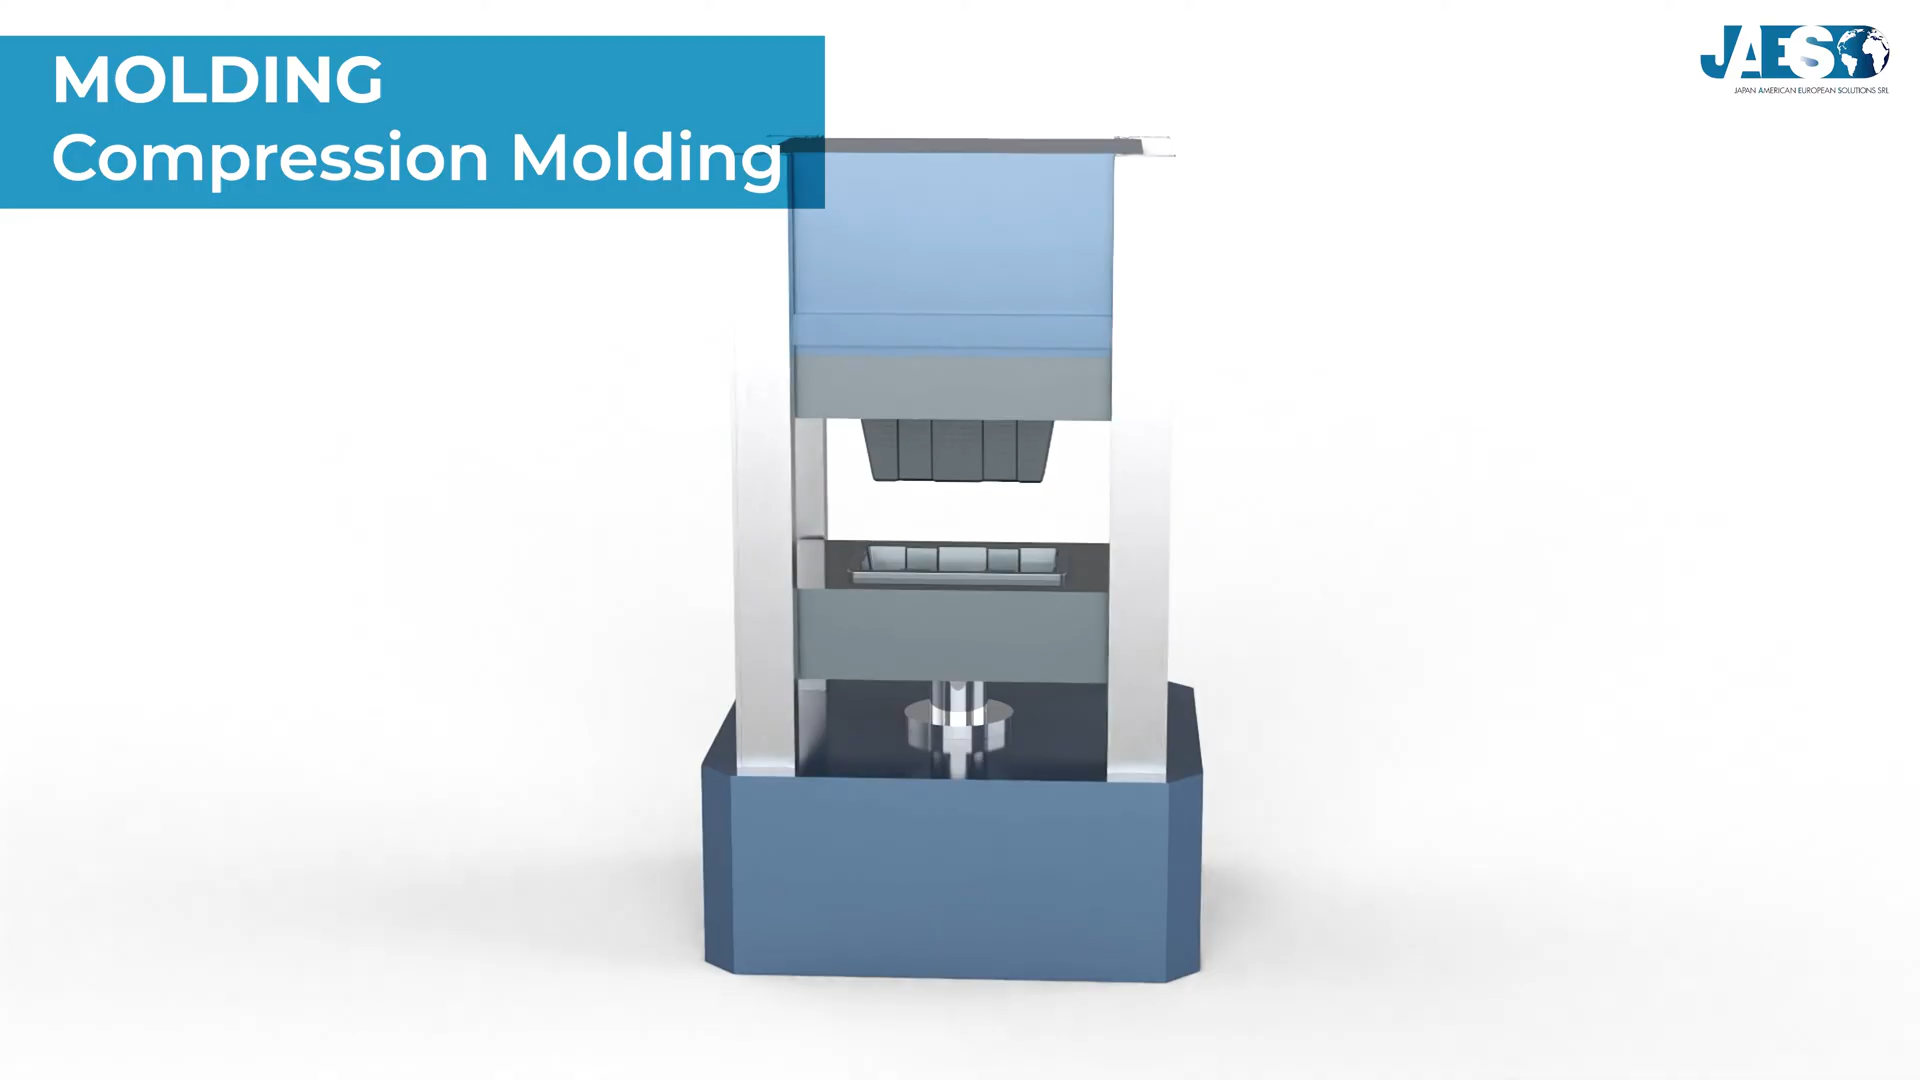 MOLDING
Compression Molding
JAES
JAPAN AMERICAN EUROPEAN SOLUTIONS SRL